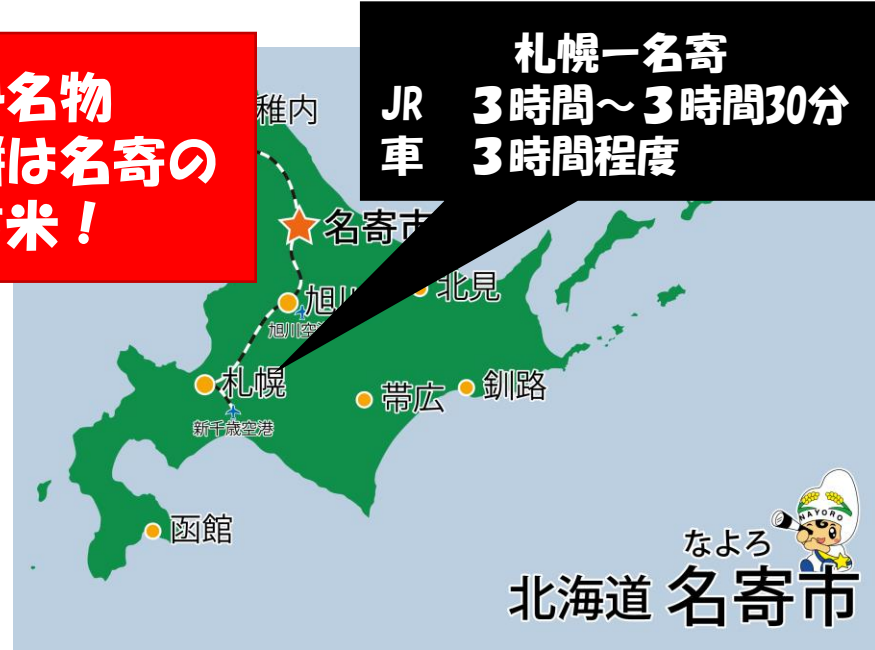 名物
は名寄の
米！
札幌ー名寄
JR　３時間～３時間30分
車　３時間程度
稚内
名寄市
北見
旭川
旭川空
札幌
新千歳空港
帯広
釧路
函館
NAYORO
なよろ
北海道 名寄市